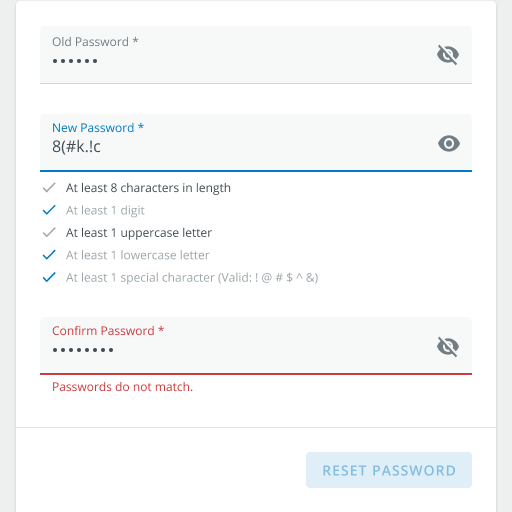 Old Password *
••••••
New Password *
8(#k.!c
At least 8 characters in length
At least 1 digit
At least 1 uppercase letter
At least 1 lowercase letter
At least 1 special character (Valid: ! @ # $ ^ &)
Confirm Password *
••••••••
Passwords do not match.
RESET PASSWORD